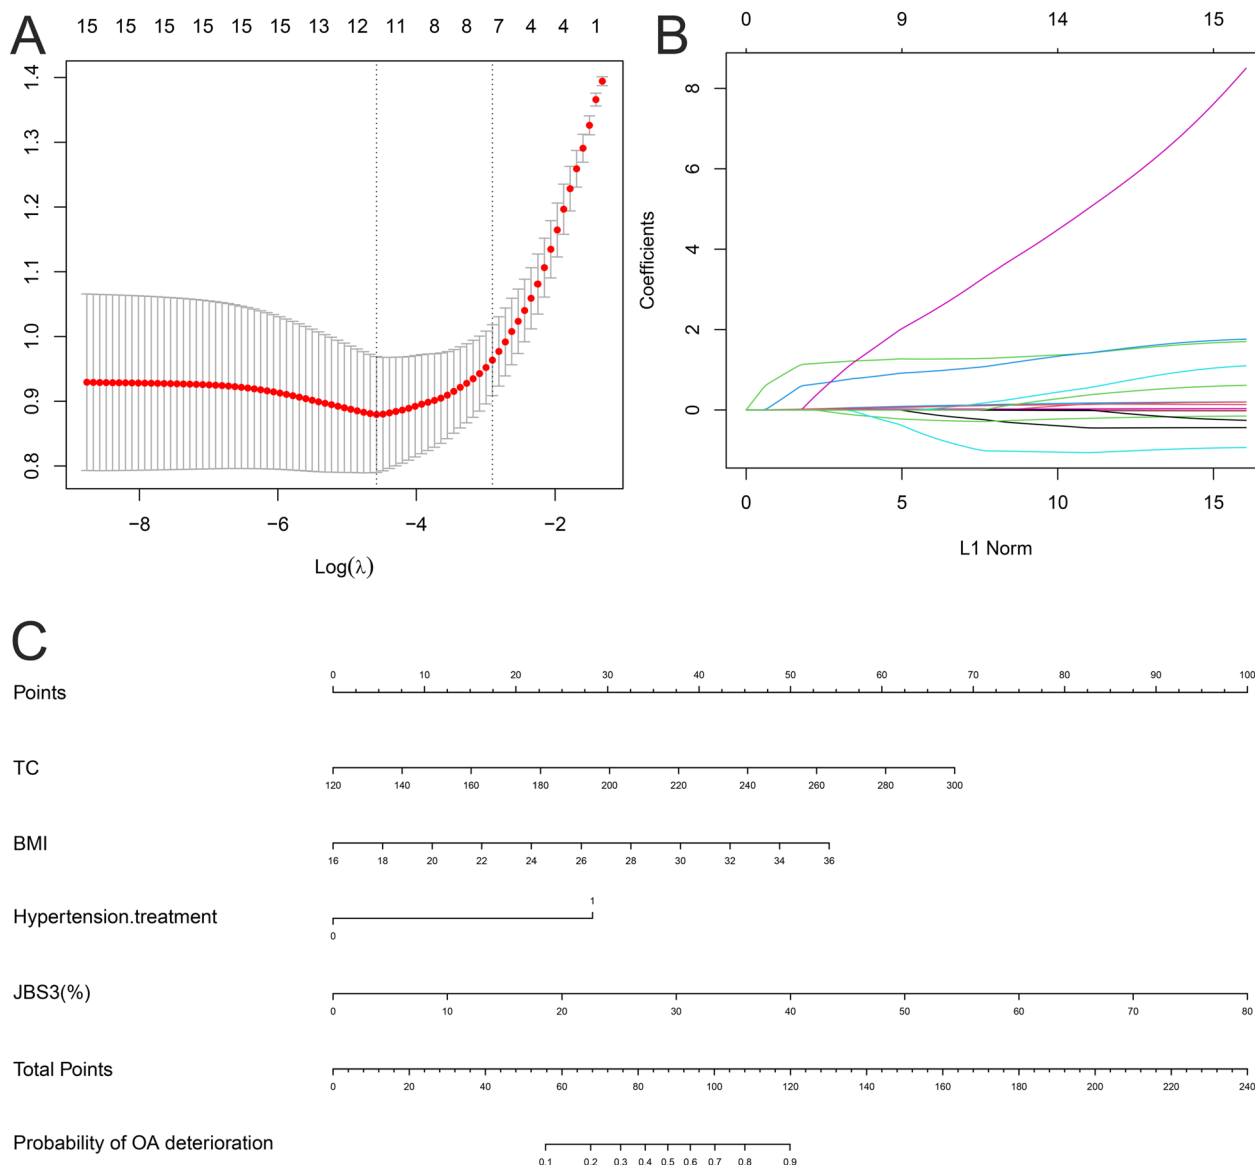 A
15 15 15 15 15 15 13 12 11 8 8 7 4 4 1
1.4
1.3
1.2
1.1
1.0
0.9
0.8
−8 −6 −4 −2
Log(λ)
B
0 9 14 15
Coefficients
8
6
4
2
0
0 5 10 15
L1 Norm
C
0 10 20 30 40 50 60 70 80 90 100
Points
TC
120 140 160 180 200 220 240 260 280 300
BMI
16 18 20 22 24 26 28 30 32 34 36
1
Hypertension.treatment
0
JBS3(%)
0 10 20 30 40 50 60 70 80
Total Points
0 20 40 60 80 100 120 140 160 180 200 220 240
Probability of OA deterioration
0.1 0.2 0.3 0.4 0.5 0.6 0.7 0.8 0.9